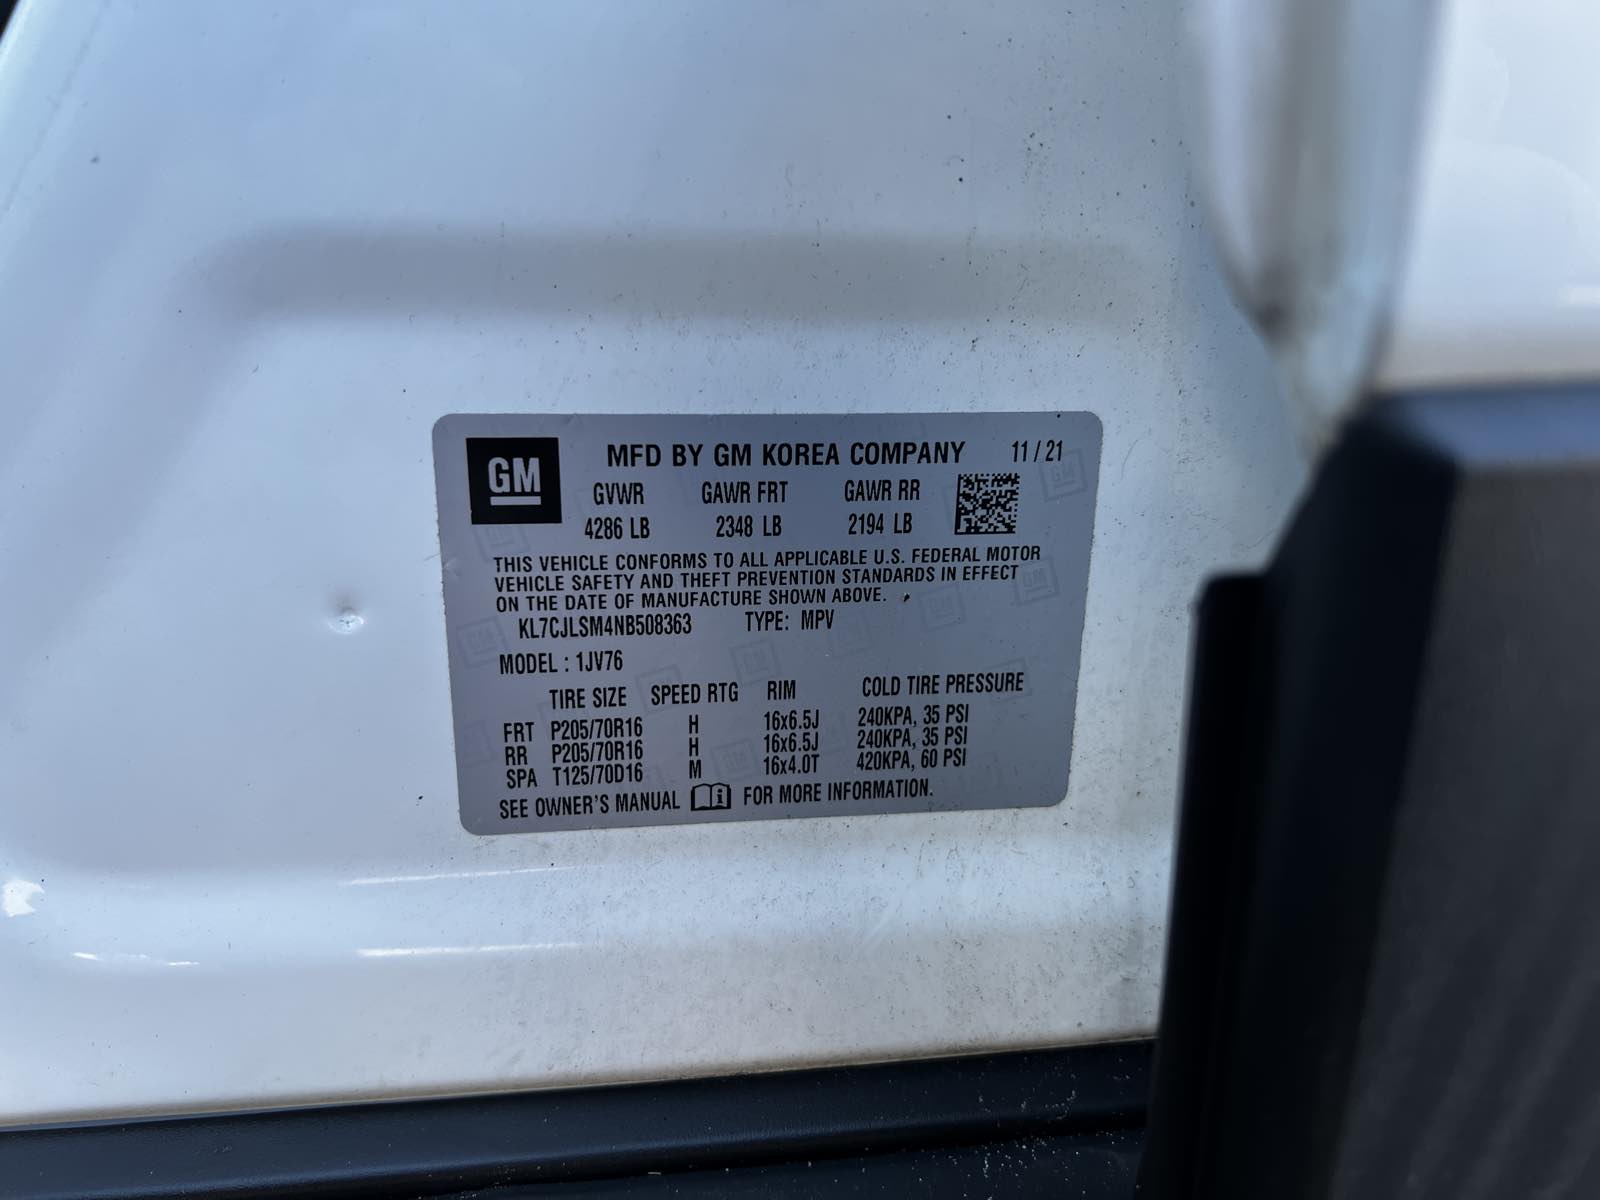 GM MFD BY GM KOREA COMPANY 11 / 21
GVWR GAWR FRT GAWR RR
4286 LB 2348 LB 2194 LB
THIS VEHICLE CONFORMS TO ALL APPLICABLE U.S. FEDERAL MOTOR
VEHICLE SAFETY AND THEFT PREVENTION STANDARDS IN EFFECT
ON THE DATE OF MANUFACTURE SHOWN ABOVE.
KL7CJLSM4NB508363 TYPE: MPV
MODEL : 1JV76
TIRE SIZE SPEED RTG RIM COLD TIRE PRESSURE
FRT P205/70R16 H 16x6.5J 240KPA, 35 PSI
RR P205/70R16 H 16x6.5J 240KPA, 35 PSI
SPA T125/70D16 M 16x4.0T 420KPA, 60 PSI
SEE OWNER'S MANUAL FOR MORE INFORMATION.